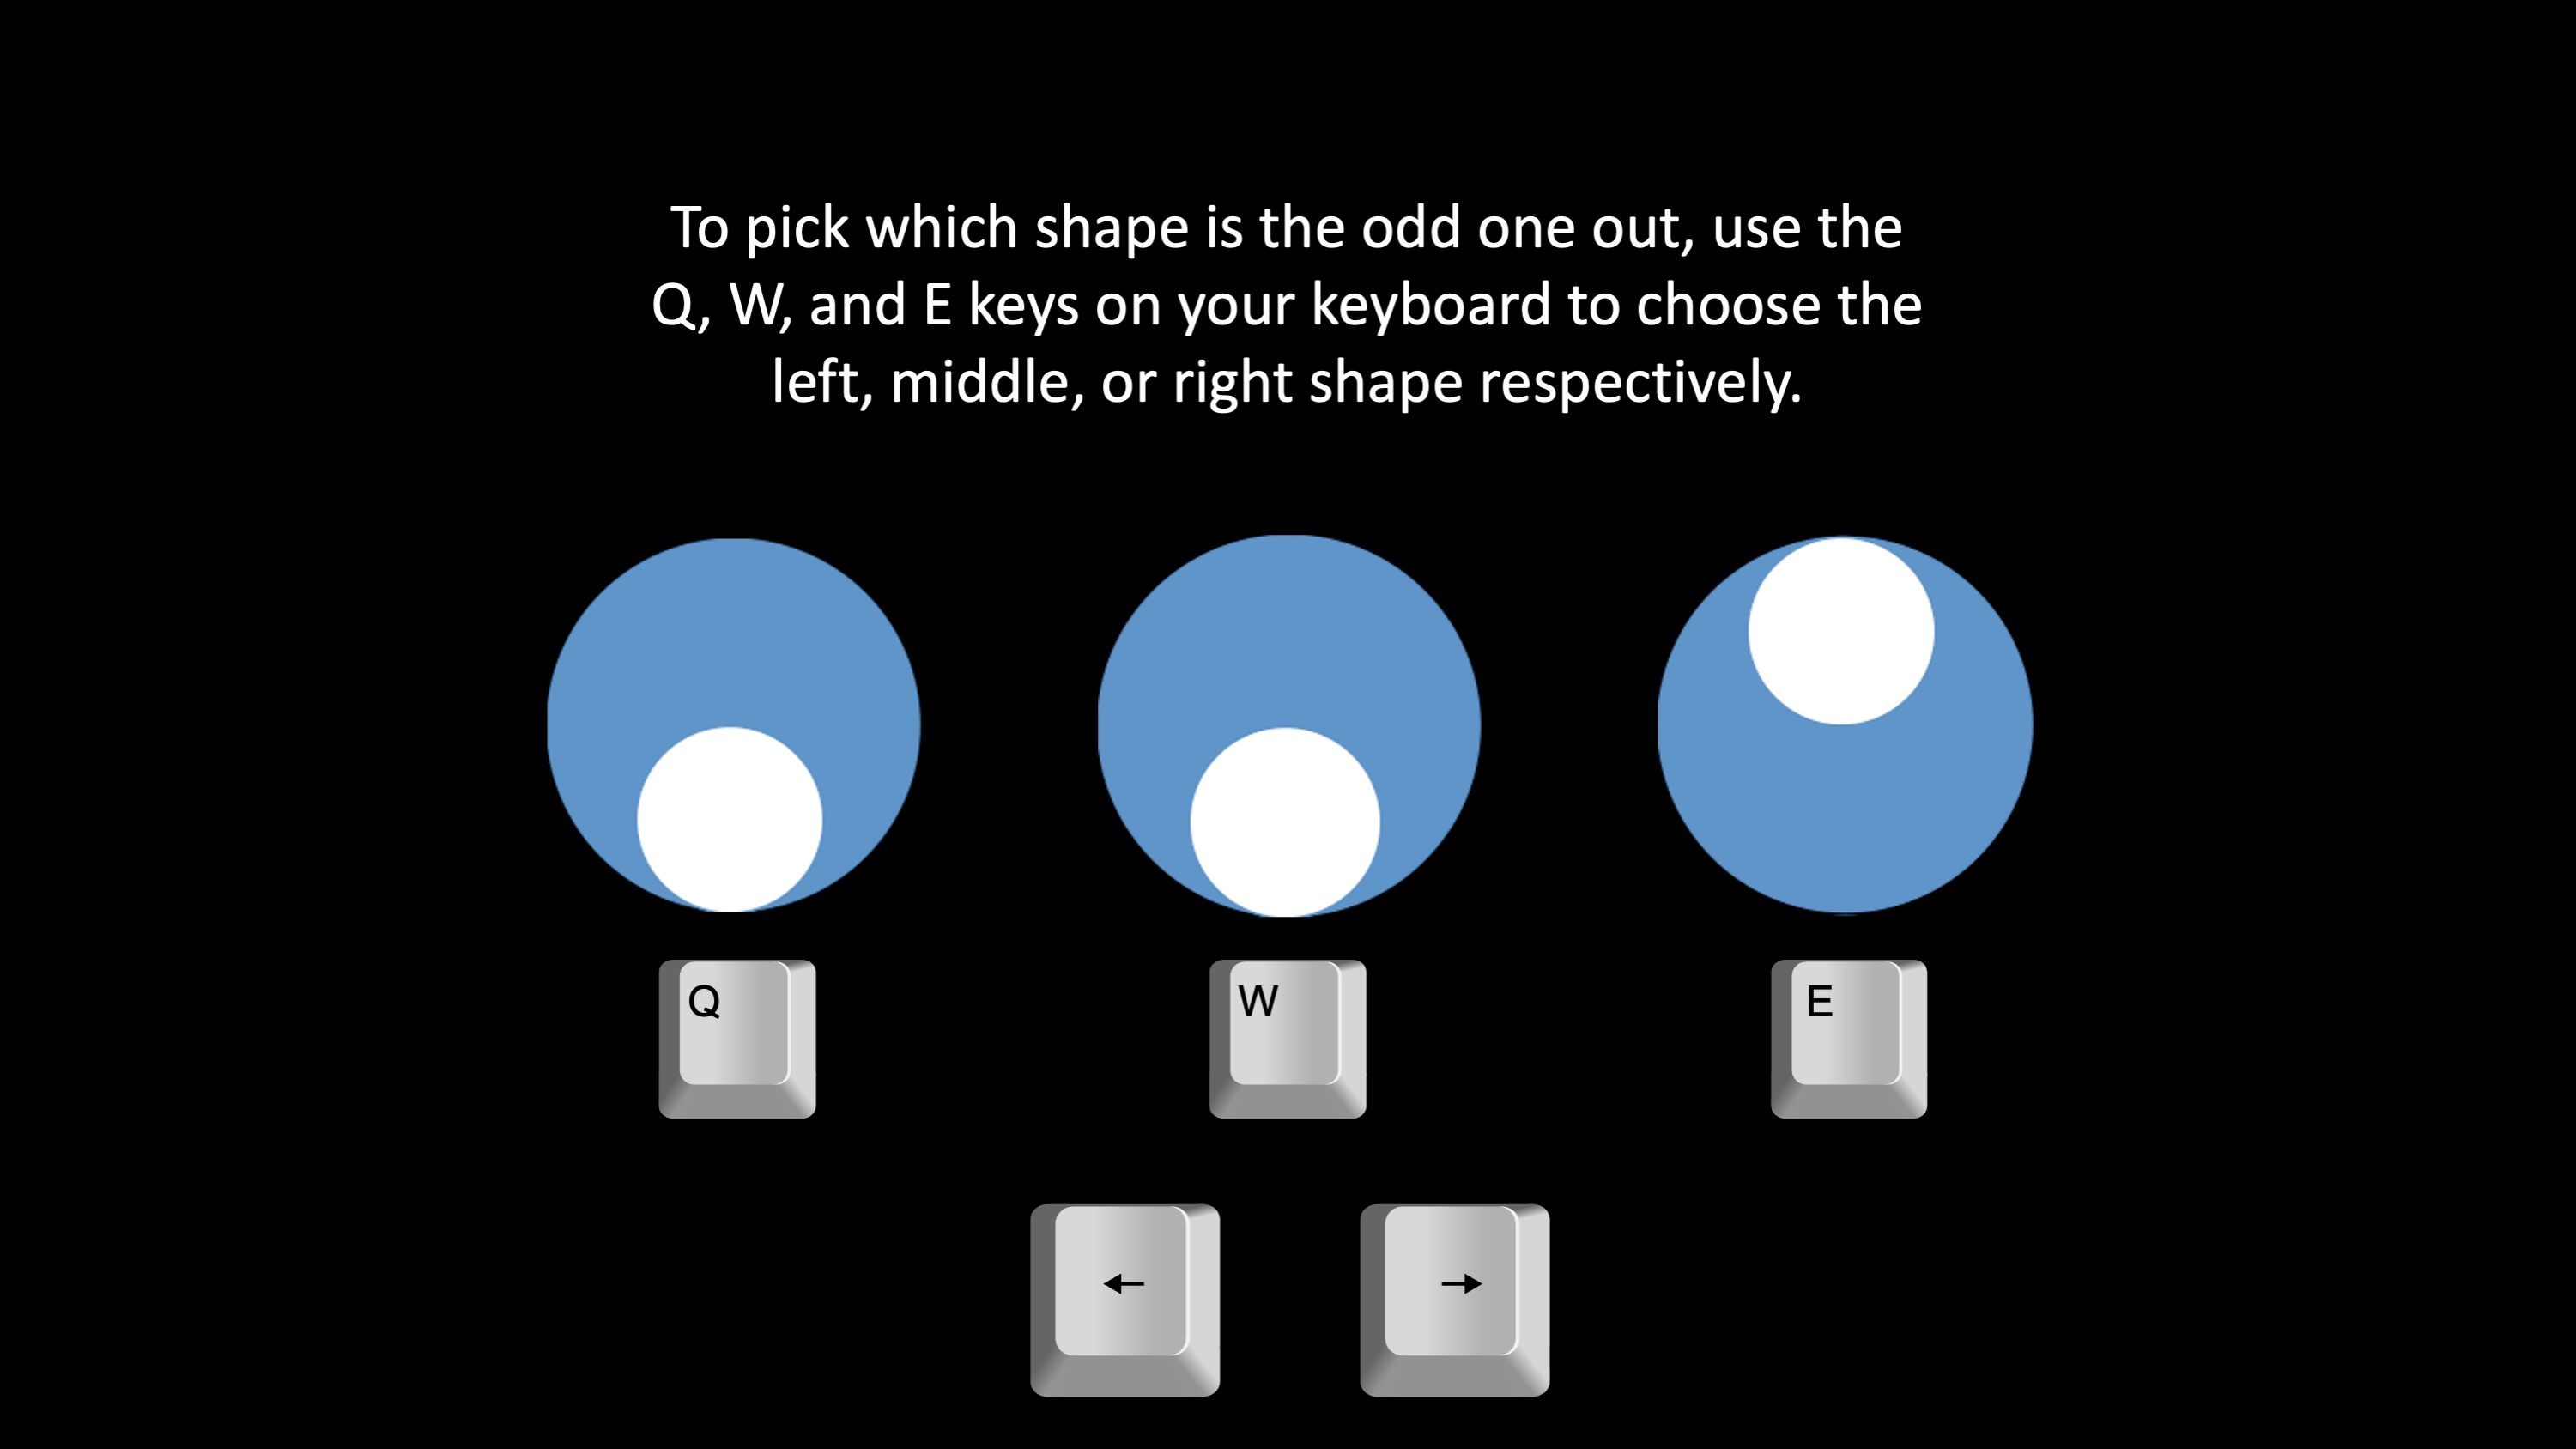 To pick which shape is the odd one out, use the
Q, W, and E keys on your keyboard to choose the
left, middle, or right shape respectively.
Q W E
← →